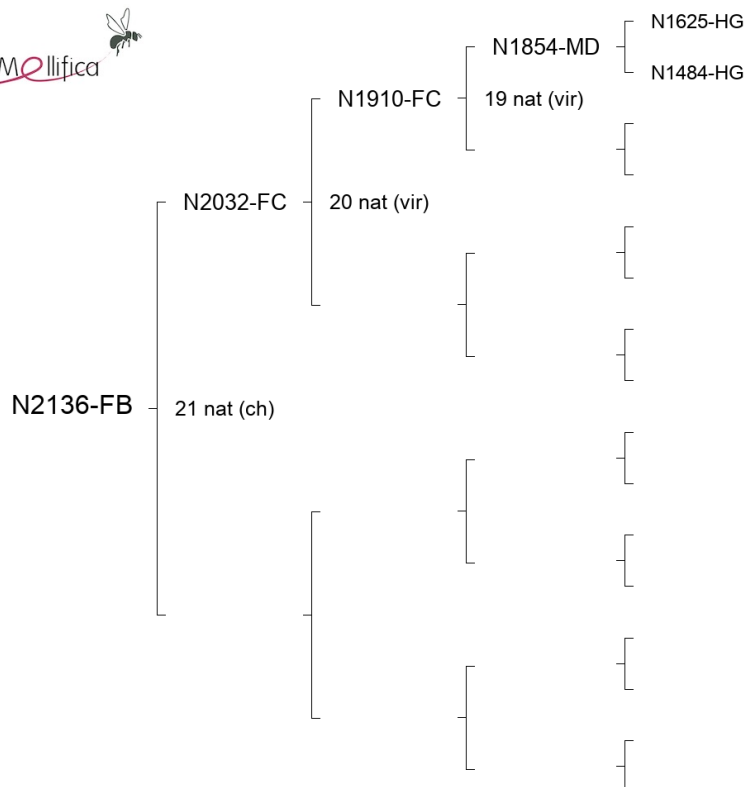 Mellifica
N1625-HG
N1854-MD
N1484-HG
N1910-FC
19 nat (vir)
N2032-FC
20 nat (vir)
N2136-FB
21 nat (ch)